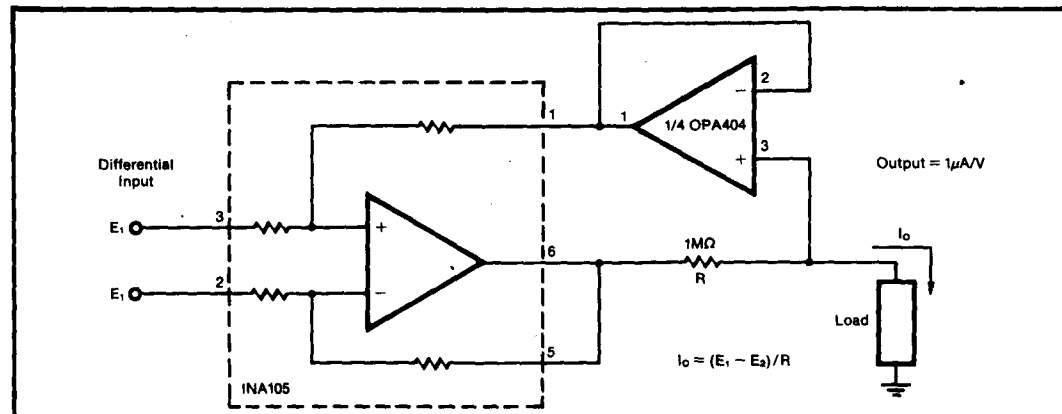 2
1
1
1/4 OPA404
3
Differential
Input
Output = 1µA/V
E₁
3
Iₒ
1MΩ
6
R
E₁
2
Load
5
Iₒ = (E₁ − E₂)/R
INA105